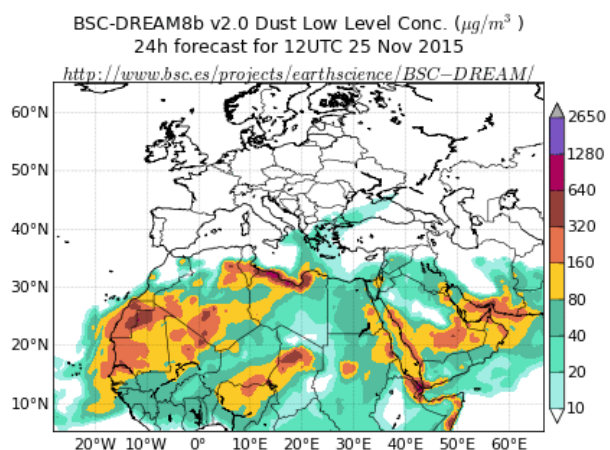 BSC-DREAM8b v2.0 Dust Low Level Conc. (μg/m³ )
24h forecast for 12UTC 25 Nov 2015
http://www.bsc.es/projects/earthscience/BSC−DREAM/
60°N
50°N
40°N
30°N
20°N
10°N
20°W 10°W 0° 10°E 20°E 30°E 40°E 50°E 60°E
2650
1280
640
320
160
80
40
20
10